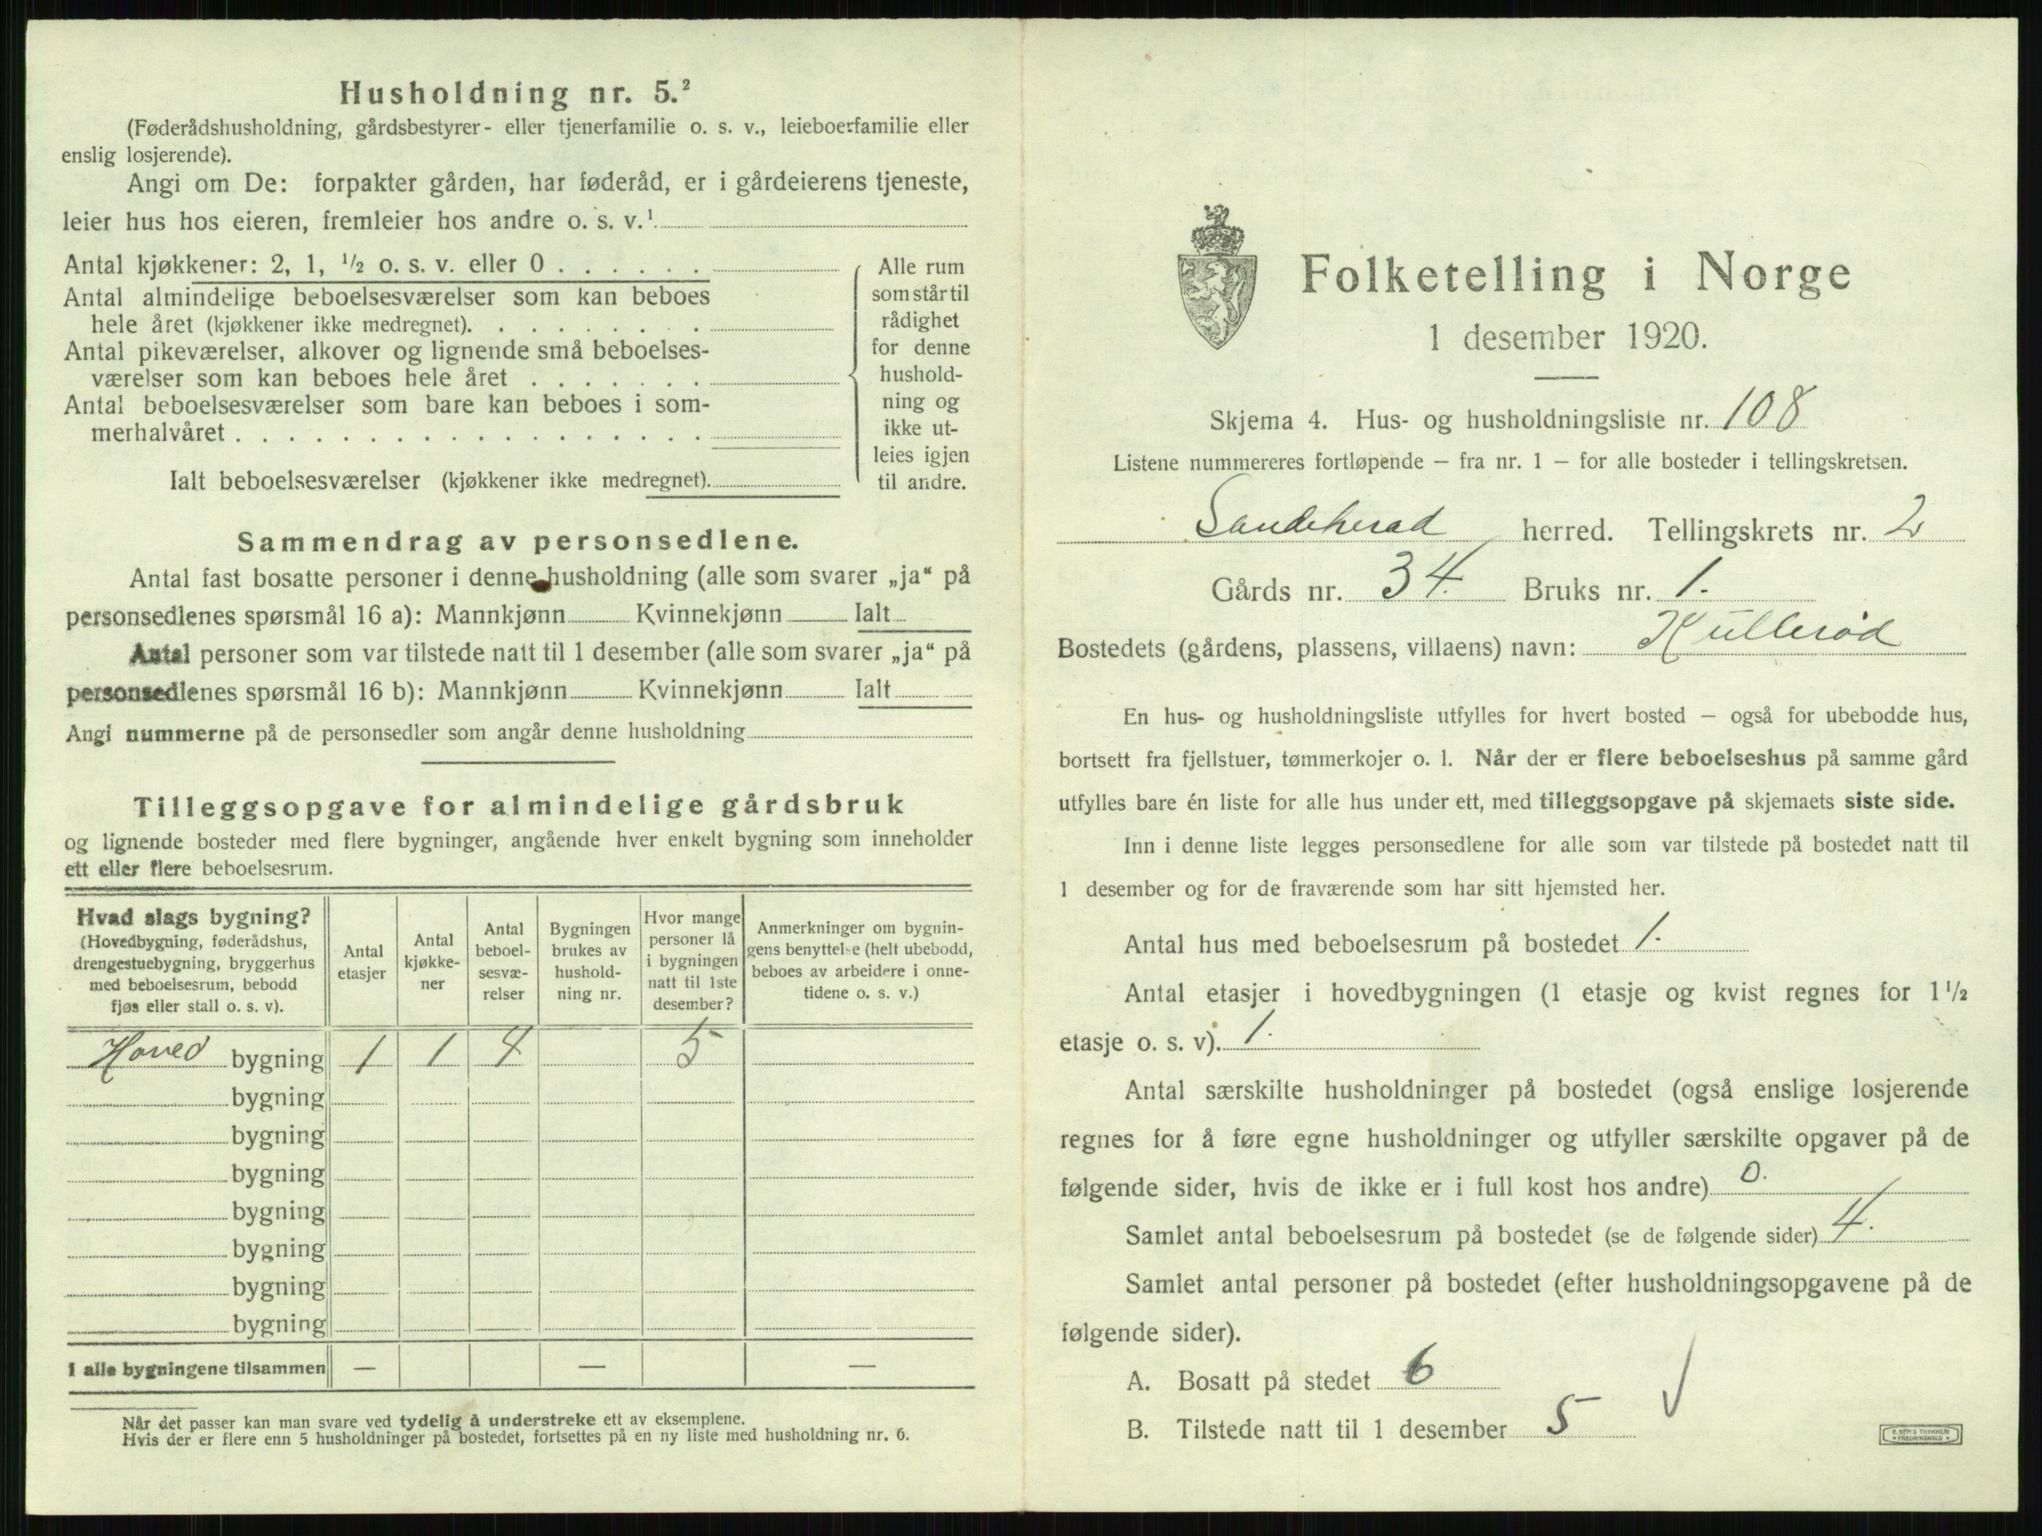 Husholdning nr. 5.²
(Føderådshusholdning, gårdsbestyrer- eller tjenerfamilie o. s. v., leieboerfamilie eller
enslig losjerende).
Angi om De: forpakter gården, har føderåd, er i gårdeierens tjeneste,
leier hus hos eieren, fremleier hos andre o. s. v.¹
Antal kjøkkener: 2, 1, ½ o. s. v. eller 0 . . . . . .
Antal almindelige beboelsesværelser som kan beboes
hele året (kjøkkener ikke medregnet). . . . . . . . .
Antal pikeværelser, alkover og lignende små beboelses-
værelser som kan beboes hele året . . . . . . .
Antal beboelsesværelser som bare kan beboes i som-
merhalvåret . . . . . . . . . . . . . . . . . .
Ialt beboelsesværelser (kjøkkener ikke medregnet).
Alle rum
som står til
rådighet
for denne
hushold-
ning og
ikke ut-
leies igjen
til andre.
Sammendrag av personsedlene.
Antal fast bosatte personer i denne husholdning (alle som svarer „ja“ på
personsedlenes spørsmål 16 a): Mannkjønn Kvinnekjønn Ialt
Antal personer som var tilstede natt til 1 desember (alle som svarer „ja“ på
personsedlenes spørsmål 16 b): Mannkjønn Kvinnekjønn Ialt
Angi nummerne på de personsedler som angår denne husholdning
Tilleggsopgave for almindelige gårdsbruk
og lignende bosteder med flere bygninger, angående hver enkelt bygning som inneholder
ett eller flere beboelsesrum.
Hvad slags bygning?
(Hovedbygning, føderådshus,
drengestuebygning, bryggerhus
med beboelsesrum, bebodd
fjøs eller stall o. s. v).
Antal
etasjer
Antal
kjøkke-
ner
Antal
beboel-
sesvæ-
relser
Bygningen
brukes av
hushold-
ning nr.
Hvor mange
personer lå
i bygningen
natt til 1ste
desember?
Anmerkninger om bygnin-
gens benyttelse (helt ubebodd,
beboes av arbeidere i onne-
tidene o. s. v.)
Hoved bygning 1 1 4 5
bygning
bygning
bygning
bygning
bygning
bygning
bygning
I alle bygningene tilsammen — — —
Når det passer kan man svare ved tydelig å understreke ett av eksemplene.
Hvis der er flere enn 5 husholdninger på bostedet, fortsettes på en ny liste med husholdning nr. 6.
Folketelling i Norge
1 desember 1920.
Skjema 4. Hus- og husholdningsliste nr. 108
Listene nummereres fortløpende — fra nr. 1 — for alle bosteder i tellingskretsen.
Sandeherad herred. Tellingskrets nr. 2
Gårds nr. 34. Bruks nr. 1.
Bostedets (gårdens, plassens, villaens) navn: Kullerød
En hus- og husholdningsliste utfylles for hvert bosted — også for ubebodde hus,
bortsett fra fjellstuer, tømmerkojer o. l. Når der er flere beboelseshus på samme gård
utfylles bare én liste for alle hus under ett, med tilleggsopgave på skjemaets siste side.
Inn i denne liste legges personsedlene for alle som var tilstede på bostedet natt til
1 desember og for de fraværende som har sitt hjemsted her.
Antal hus med beboelsesrum på bostedet 1.
Antal etasjer i hovedbygningen (1 etasje og kvist regnes for 1½
etasje o. s. v). 1.
Antal særskilte husholdninger på bostedet (også enslige losjerende
regnes for å føre egne husholdninger og utfyller særskilte opgaver på de
følgende sider, hvis de ikke er i full kost hos andre) 0.
Samlet antal beboelsesrum på bostedet (se de følgende sider) 4.
Samlet antal personer på bostedet (efter husholdningsopgavene på de
følgende sider).
A. Bosatt på stedet 6
B. Tilstede natt til 1 desember 5